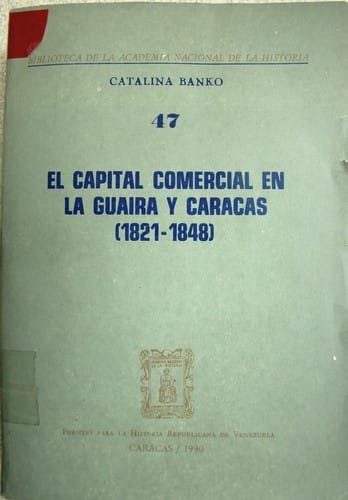 BIBLIOTECA DE LA ACADEMIA NACIONAL DE LA HISTORIA
CATALINA BANKO
47
EL CAPITAL COMERCIAL EN
LA GUAIRA Y CARACAS
(1821-1848)
FUENTES PARA LA HISTORIA REPUBLICANA DE VENEZUELA
CARACAS / 1990